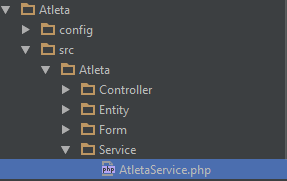 Atleta
config
src
Atleta
Controller
Entity
Form
Service
AtletaService.php